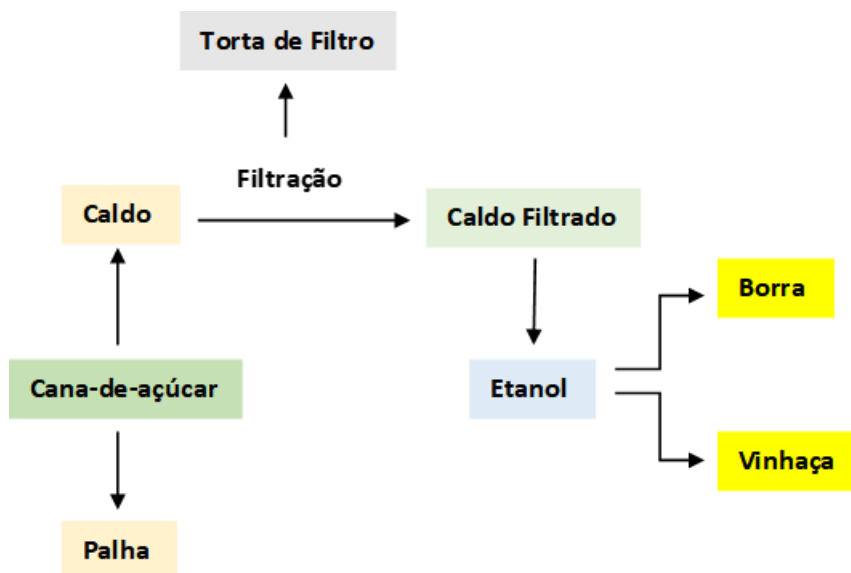 Torta de Filtro
Filtração
Caldo
Caldo Filtrado
Borra
Cana-de-açúcar
Etanol
Vinhaça
Palha